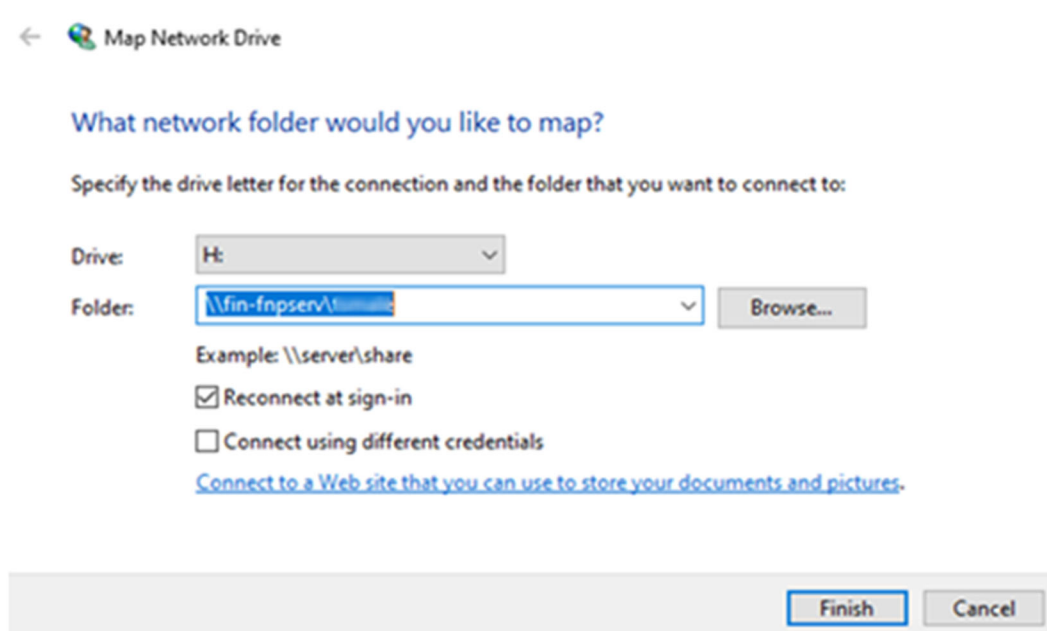 Map Network Drive
What network folder would you like to map?
Specify the drive letter for the connection and the folder that you want to connect to:
Drive: H:
Folder: \\fin-fnpserv\ Browse...
Example: \\server\share
Reconnect at sign-in
Connect using different credentials
Connect to a Web site that you can use to store your documents and pictures.
Finish Cancel